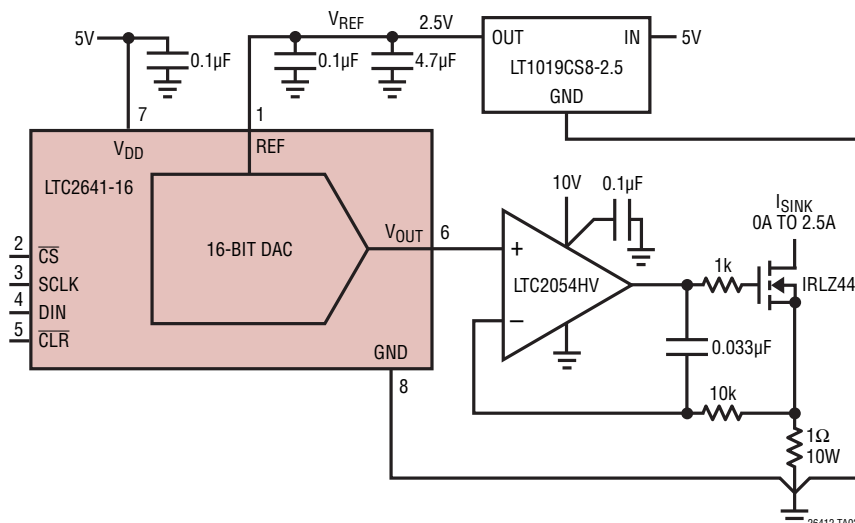 V_REF 2.5V
5V
0.1µF
0.1µF
4.7µF
OUT IN
5V
LT1019CS8-2.5
GND
7
1
V_DD
REF
LTC2641-16
16-BIT DAC
V_OUT
6
2 C̅S̅
3 SCLK
4 DIN
5 C̅L̅R̅
GND
8
10V
0.1µF
+
LTC2054HV
–
I_SINK
0A TO 2.5A
1k
IRLZ44
0.033µF
10k
1Ω
10W